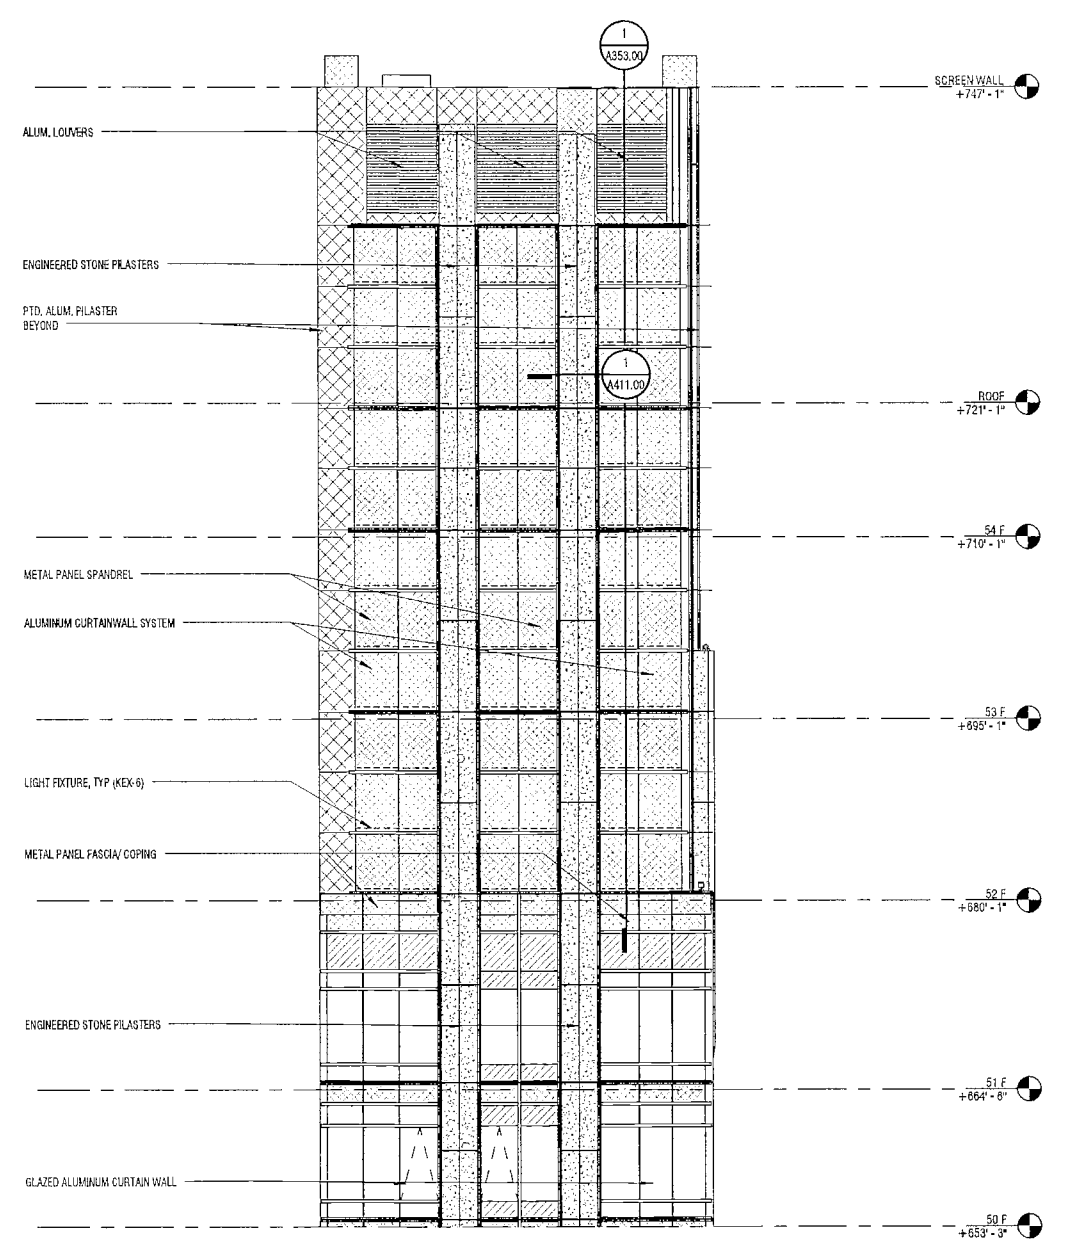 1
A353.00
SCREEN WALL
+747' - 1"
ALUM. LOUVERS
ENGINEERED STONE PILASTERS
PTD. ALUM. PILASTER
BEYOND
1
A411.00
ROOF
+721' - 1"
54 F
+710' - 1"
METAL PANEL SPANDREL
ALUMINUM CURTAINWALL SYSTEM
53 F
+695' - 1"
LIGHT FIXTURE, TYP (KEX-6)
METAL PANEL FASCIA/ COPING
52 F
+680' - 1"
ENGINEERED STONE PILASTERS
51 F
+664' - 6"
GLAZED ALUMINUM CURTAIN WALL
50 F
+653' - 3"